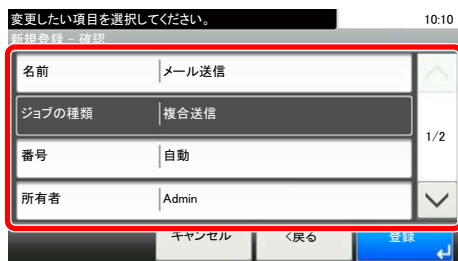 変更したい項目を選択してください。 10:10
新規登録 - 確認
名前 メール送信
ジョブの種類 複合送信
番号 自動
1/2
所有者 Admin
キャンセル <戻る 登録